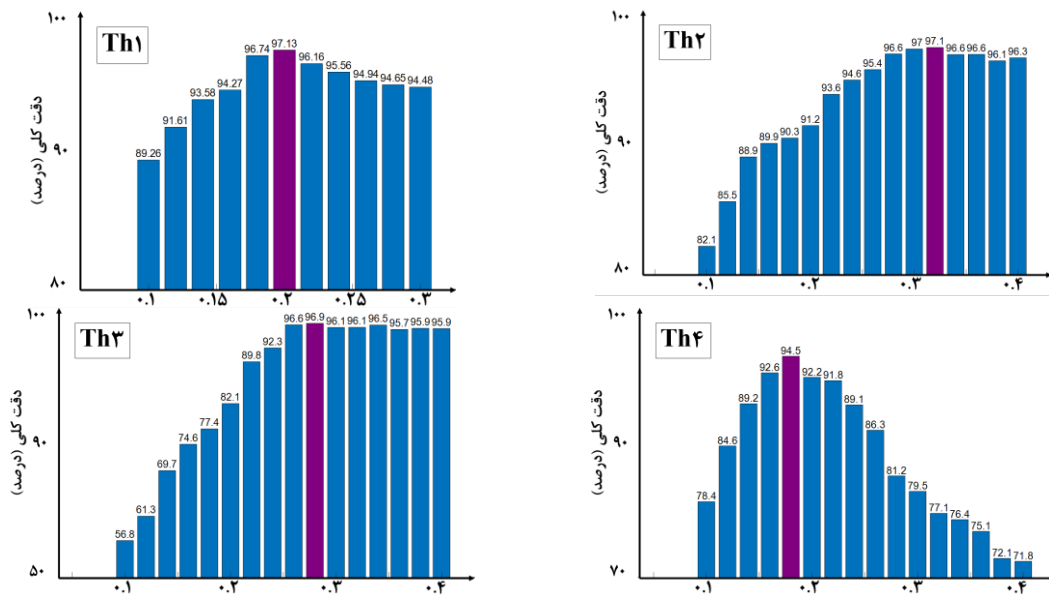 Th۱
دقت کلی (درصد)
۱۰۰
۹۰
۸۰
89.26 91.61 93.58 94.27 96.74 97.13 96.16 95.56 94.94 94.65 94.48
۰.۱ ۰.۱۵ ۰.۲ ۰.۲۵ ۰.۳
Th۲
دقت کلی (درصد)
۱۰۰
۹۰
۸۰
82.1 85.5 88.9 89.9 90.3 91.2 93.6 94.6 95.4 96.6 97 97.1 96.6 96.6 96.1 96.3
۰.۱ ۰.۲ ۰.۳ ۰.۴
Th۳
دقت کلی (درصد)
۱۰۰
۹۰
۵۰
56.8 61.3 69.7 74.6 77.4 82.1 89.8 92.3 96.6 96.9 96.1 96.1 96.5 95.7 95.9 95.9
۰.۱ ۰.۲ ۰.۳ ۰.۴
Th۴
دقت کلی (درصد)
۱۰۰
۹۰
۷۰
78.4 84.6 89.2 92.6 94.5 92.2 91.8 89.1 86.3 81.2 79.5 77.1 76.4 75.1 72.1 71.8
۰.۱ ۰.۲ ۰.۳ ۰.۴